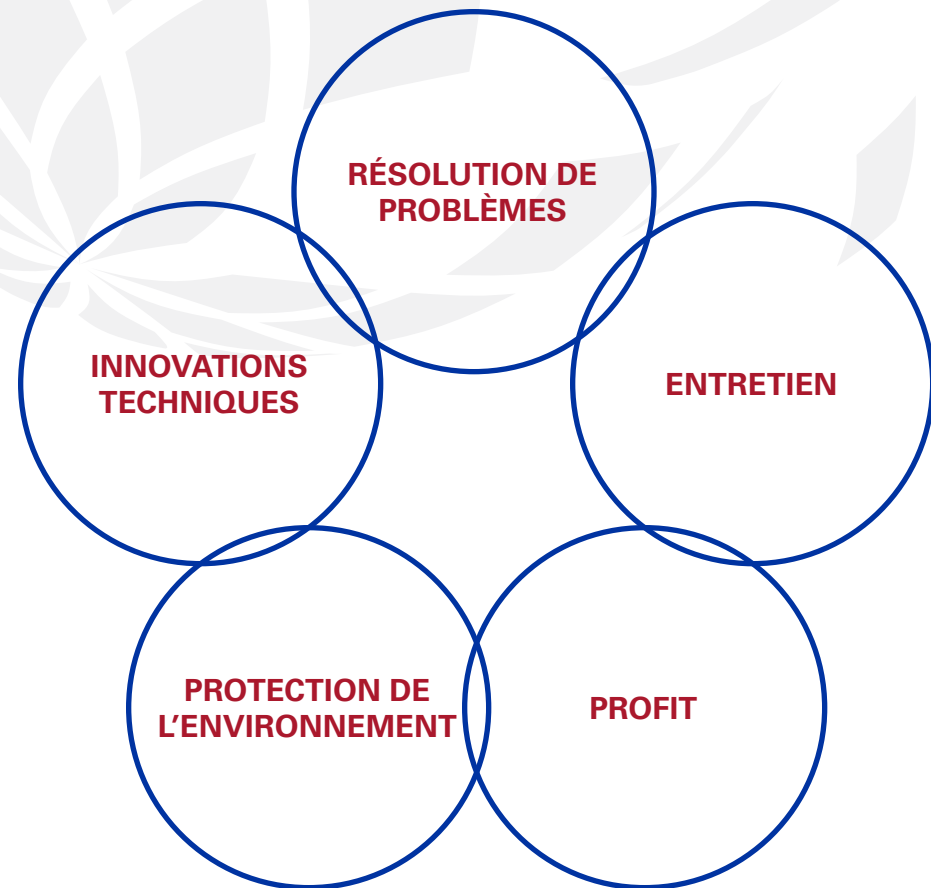 RÉSOLUTION DE
PROBLÈMES
INNOVATIONS
TECHNIQUES
ENTRETIEN
PROTECTION DE
L’ENVIRONNEMENT
PROFIT